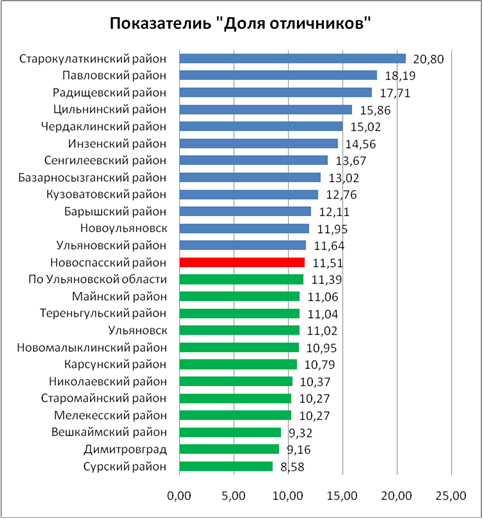 Показателиь "Доля отличников"
Старокулаткинский район 20,80
Павловский район 18,19
Радищевский район 17,71
Цильнинский район 15,86
Чердаклинский район 15,02
Инзенский район 14,56
Сенгилеевский район 13,67
Базарносызганский район 13,02
Кузоватовский район 12,76
Барышский район 12,11
Новоульяновск 11,95
Ульяновский район 11,64
Новоспасский район 11,51
По Ульяновской области 11,39
Майнский район 11,06
Тереньгульский район 11,04
Ульяновск 11,02
Новомалыклинский район 10,95
Карсунский район 10,79
Николаевский район 10,37
Старомайнский район 10,27
Мелекесский район 10,27
Вешкаймский район 9,32
Димитровград 9,16
Сурский район 8,58
0,00 5,00 10,00 15,00 20,00 25,00